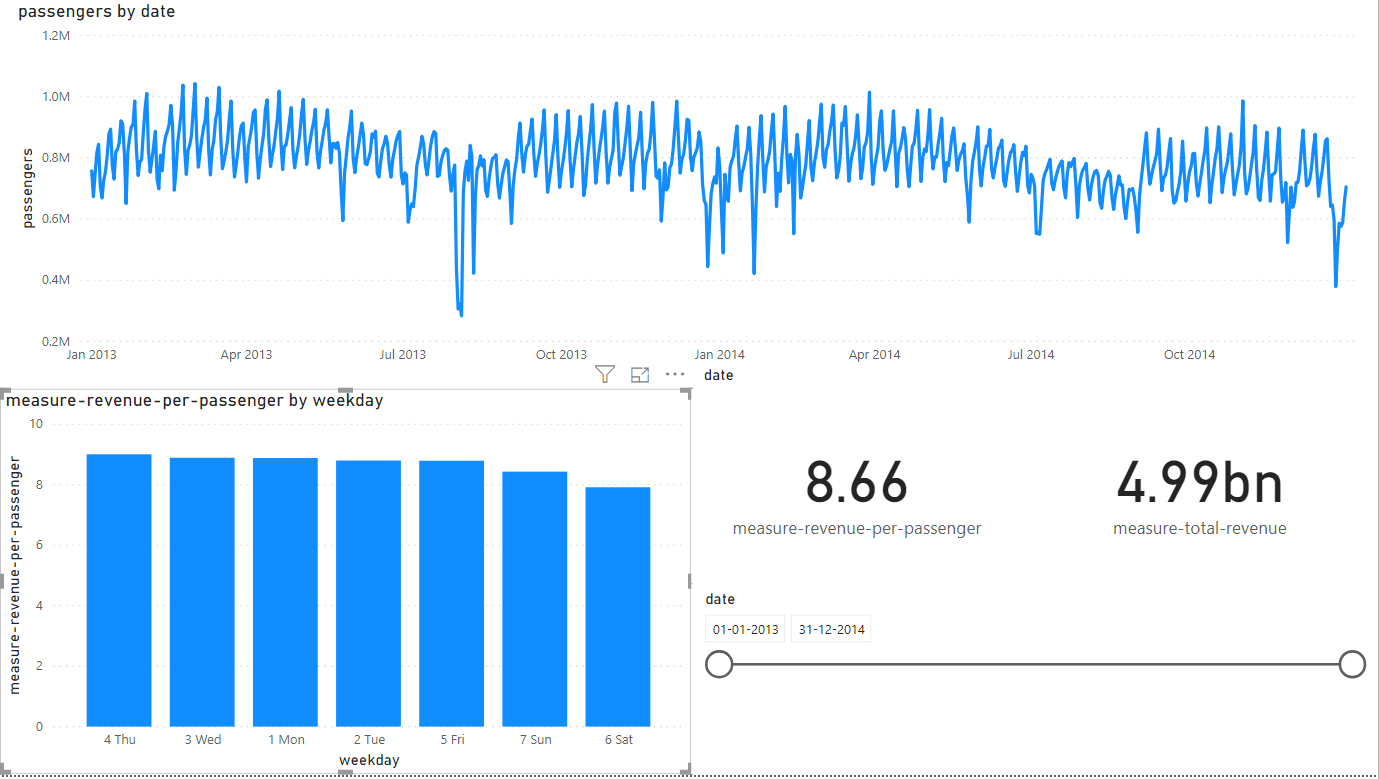 passengers by date
1.2M
1.0M
0.8M
0.6M
0.4M
0.2M
passengers
Jan 2013 Apr 2013 Jul 2013 Oct 2013 Jan 2014 Apr 2014 Jul 2014 Oct 2014
date
measure-revenue-per-passenger by weekday
10
8
6
4
2
0
measure-revenue-per-passenger
4 Thu 3 Wed 1 Mon 2 Tue 5 Fri 7 Sun 6 Sat
weekday
8.66
measure-revenue-per-passenger
4.99bn
measure-total-revenue
date
01-01-2013 31-12-2014